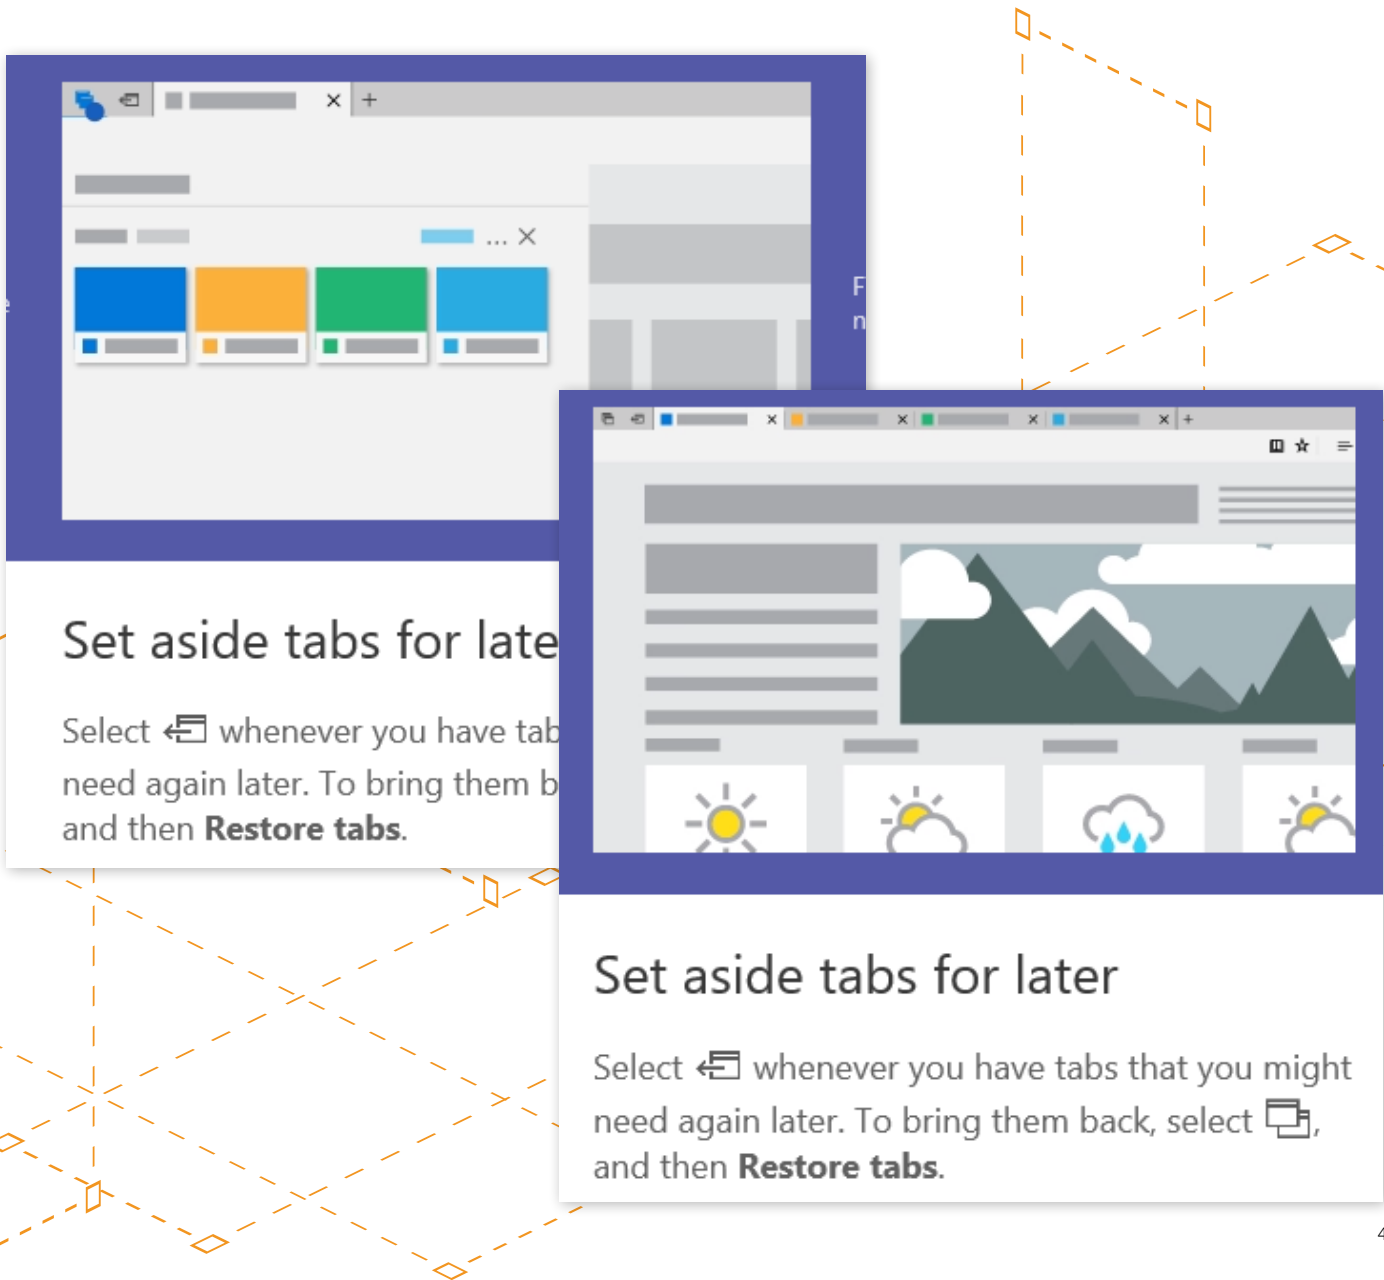 e
F
n
Set aside tabs for late
Select whenever you have tab
need again later. To bring them b
and then Restore tabs.
Set aside tabs for later
Select whenever you have tabs that you might
need again later. To bring them back, select ,
and then Restore tabs.
4